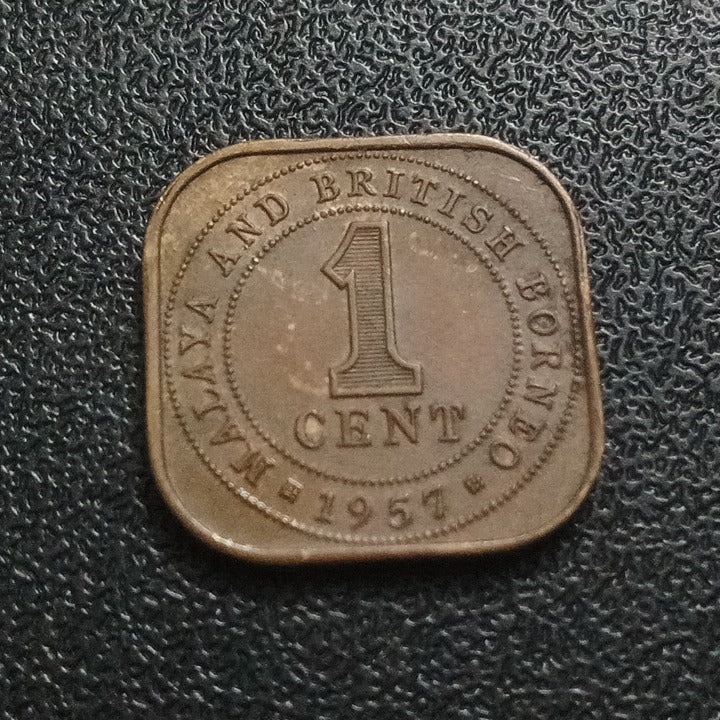 MALAYA AND BRITISH BORNEO
1
CENT
1957